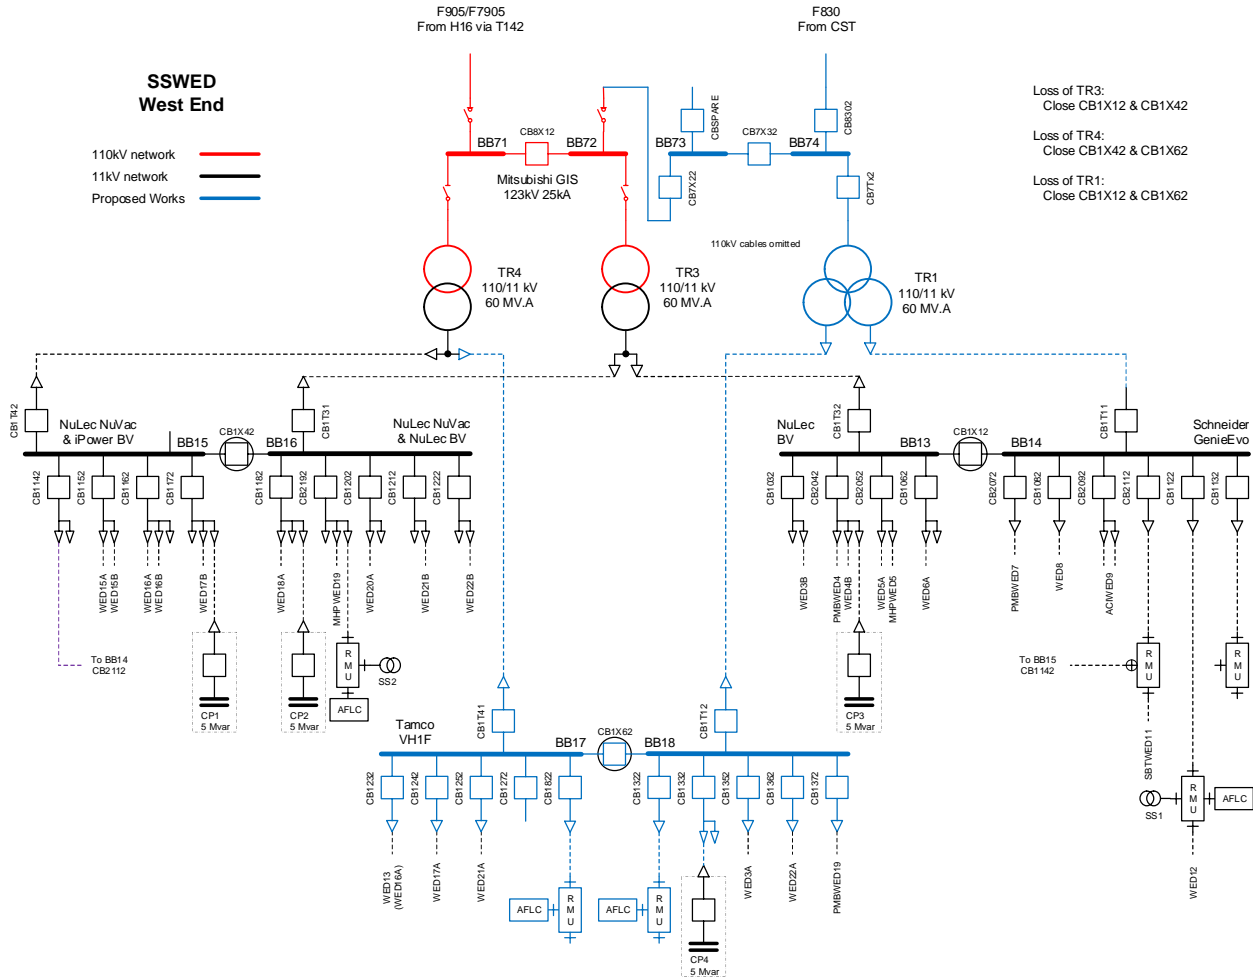 F905/F7905
From H16 via T142
F830
From CST
SSWED
West End
110kV network
11kV network
Proposed Works
Loss of TR3:
Close CB1X12 & CB1X42
Loss of TR4:
Close CB1X42 & CB1X62
Loss of TR1:
Close CB1X12 & CB1X62
BB71
CB8X12
BB72
BB73
CBSPARE
CB7X32
BB74
CB8302
Mitsubishi GIS
123kV 25kA
CB7X22
CB7Tx2
110kV cables omitted
TR4
110/11 kV
60 MV.A
TR3
110/11 kV
60 MV.A
TR1
110/11 kV
60 MV.A
CB1T42
NuLec NuVac
& iPower BV
BB15
CB1X42
BB16
CB1T31
NuLec NuVac
& NuLec BV
NuLec
BV
CB1T32
BB13
CB1X12
BB14
CB1T11
Schneider
GenieEvo
CB1142
CB1152
CB1162
CB1172
CB1182
CB2192
CB1202
CB1212
CB1222
CB1032
CB2042
CB2052
CB1062
CB2072
CB1082
CB2092
CB2112
CB1122
CB1132
WED15A
WED15B
WED16A
WED16B
WED17B
WED18A
MHPWED19
WED20A
WED21B
WED22B
WED3B
PMBWED4
WED4B
WED5A
MHPWED5
WED6A
PMBWED7
WED8
ACIWED9
To BB14
CB2112
CP1
5 Mvar
CP2
5 Mvar
RMU
SS2
AFLC
CP3
5 Mvar
To BB15
CB1142
RMU
RMU
SBTWED11
SS1
RMU
AFLC
WED12
Tamco
VH1F
CB1T41
BB17
CB1X62
BB18
CB1T12
CB1232
CB1242
CB1252
CB1272
CB1822
CB1322
CB1332
CB1352
CB1362
CB1372
WED13
(WED16A)
WED17A
WED21A
AFLC
RMU
AFLC
RMU
CP4
5 Mvar
WED3A
WED22A
PMBWED19